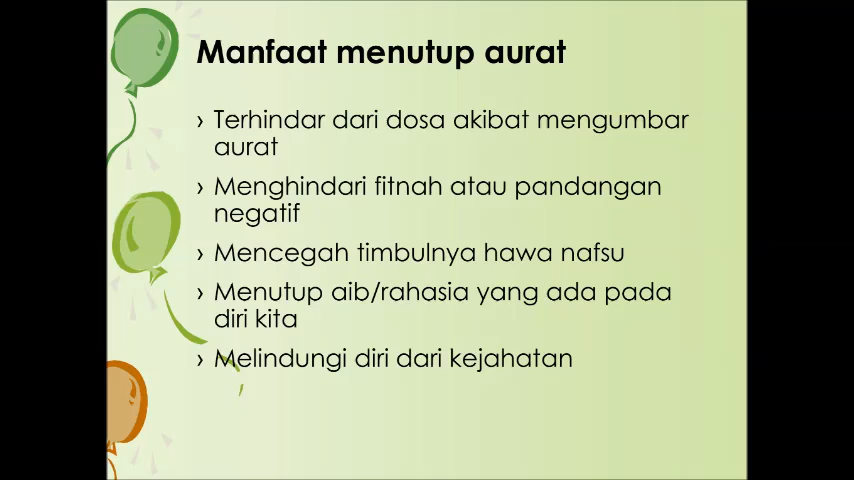 Manfaat menutup aurat
› Terhindar dari dosa akibat mengumbar
aurat
› Menghindari fitnah atau pandangan
negatif
› Mencegah timbulnya hawa nafsu
› Menutup aib/rahasia yang ada pada
diri kita
› Melindungi diri dari kejahatan